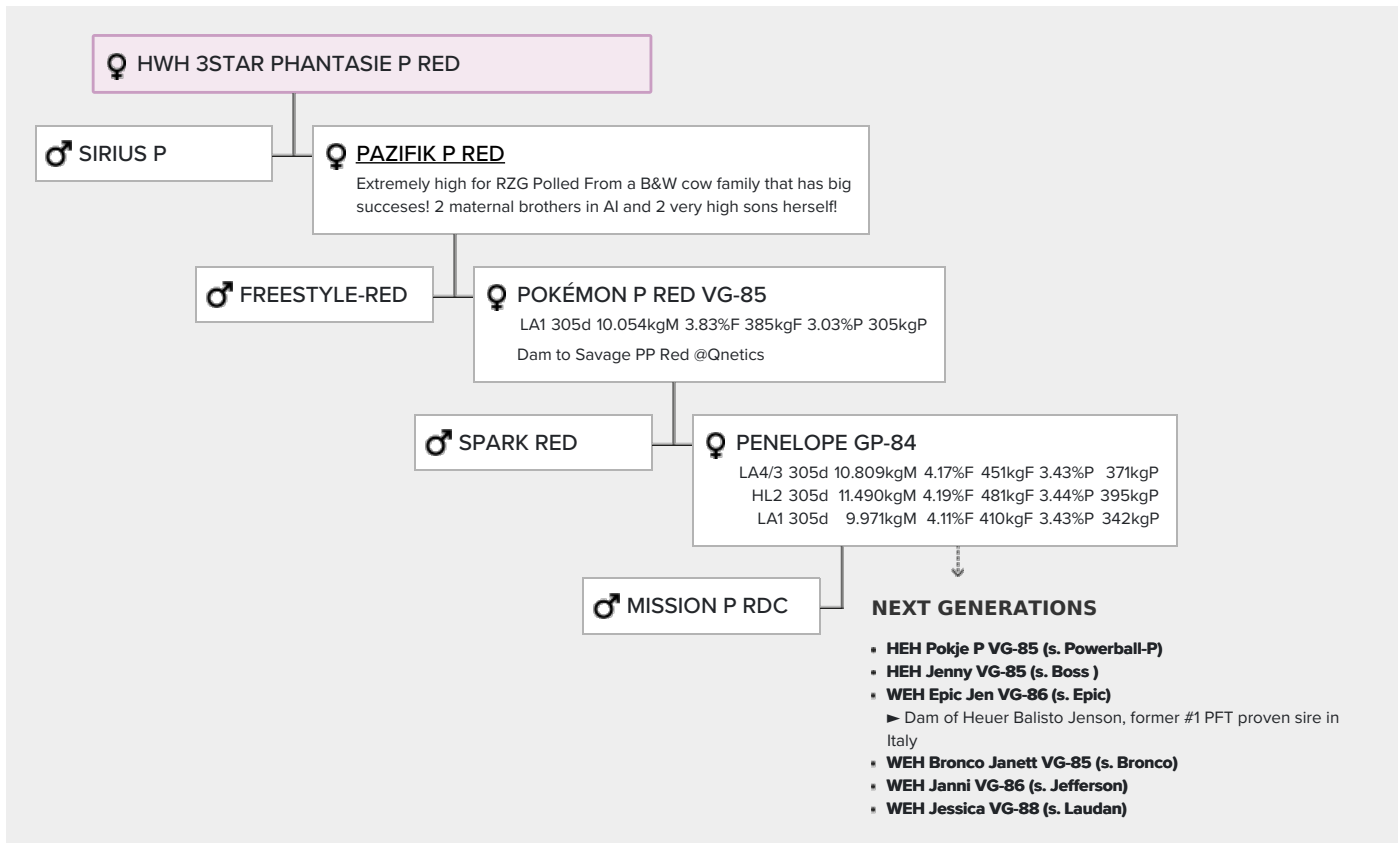 HWH 3STAR PHANTASIE P RED
SIRIUS P
PAZIFIK P RED
Extremely high for RZG Polled From a B&W cow family that has big
succeses! 2 maternal brothers in AI and 2 very high sons herself!
FREESTYLE-RED
POKÉMON P RED VG-85
LA1 305d 10.054kgM 3.83%F 385kgF 3.03%P 305kgP
Dam to Savage PP Red @Qnetics
SPARK RED
PENELOPE GP-84
LA4/3 305d 10.809kgM 4.17%F 451kgF 3.43%P 371kgP
HL2 305d 11.490kgM 4.19%F 481kgF 3.44%P 395kgP
LA1 305d 9.971kgM 4.11%F 410kgF 3.43%P 342kgP
MISSION P RDC
NEXT GENERATIONS
▪ HEH Pokje P VG-85 (s. Powerball-P)
▪ HEH Jenny VG-85 (s. Boss )
▪ WEH Epic Jen VG-86 (s. Epic)
► Dam of Heuer Balisto Jenson, former #1 PFT proven sire in
Italy
▪ WEH Bronco Janett VG-85 (s. Bronco)
▪ WEH Janni VG-86 (s. Jefferson)
▪ WEH Jessica VG-88 (s. Laudan)